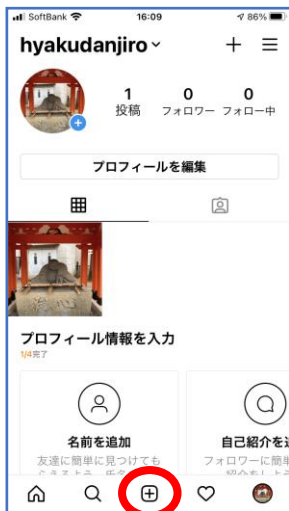 SoftBank 16:09 86%
hyakudanjiro
1 0 0
投稿 フォロワー フォロー中
プロフィールを編集
プロフィール情報を入力
1/4完了
名前を追加 自己紹介を
友達に簡単に見つけても フォロワーに簡単